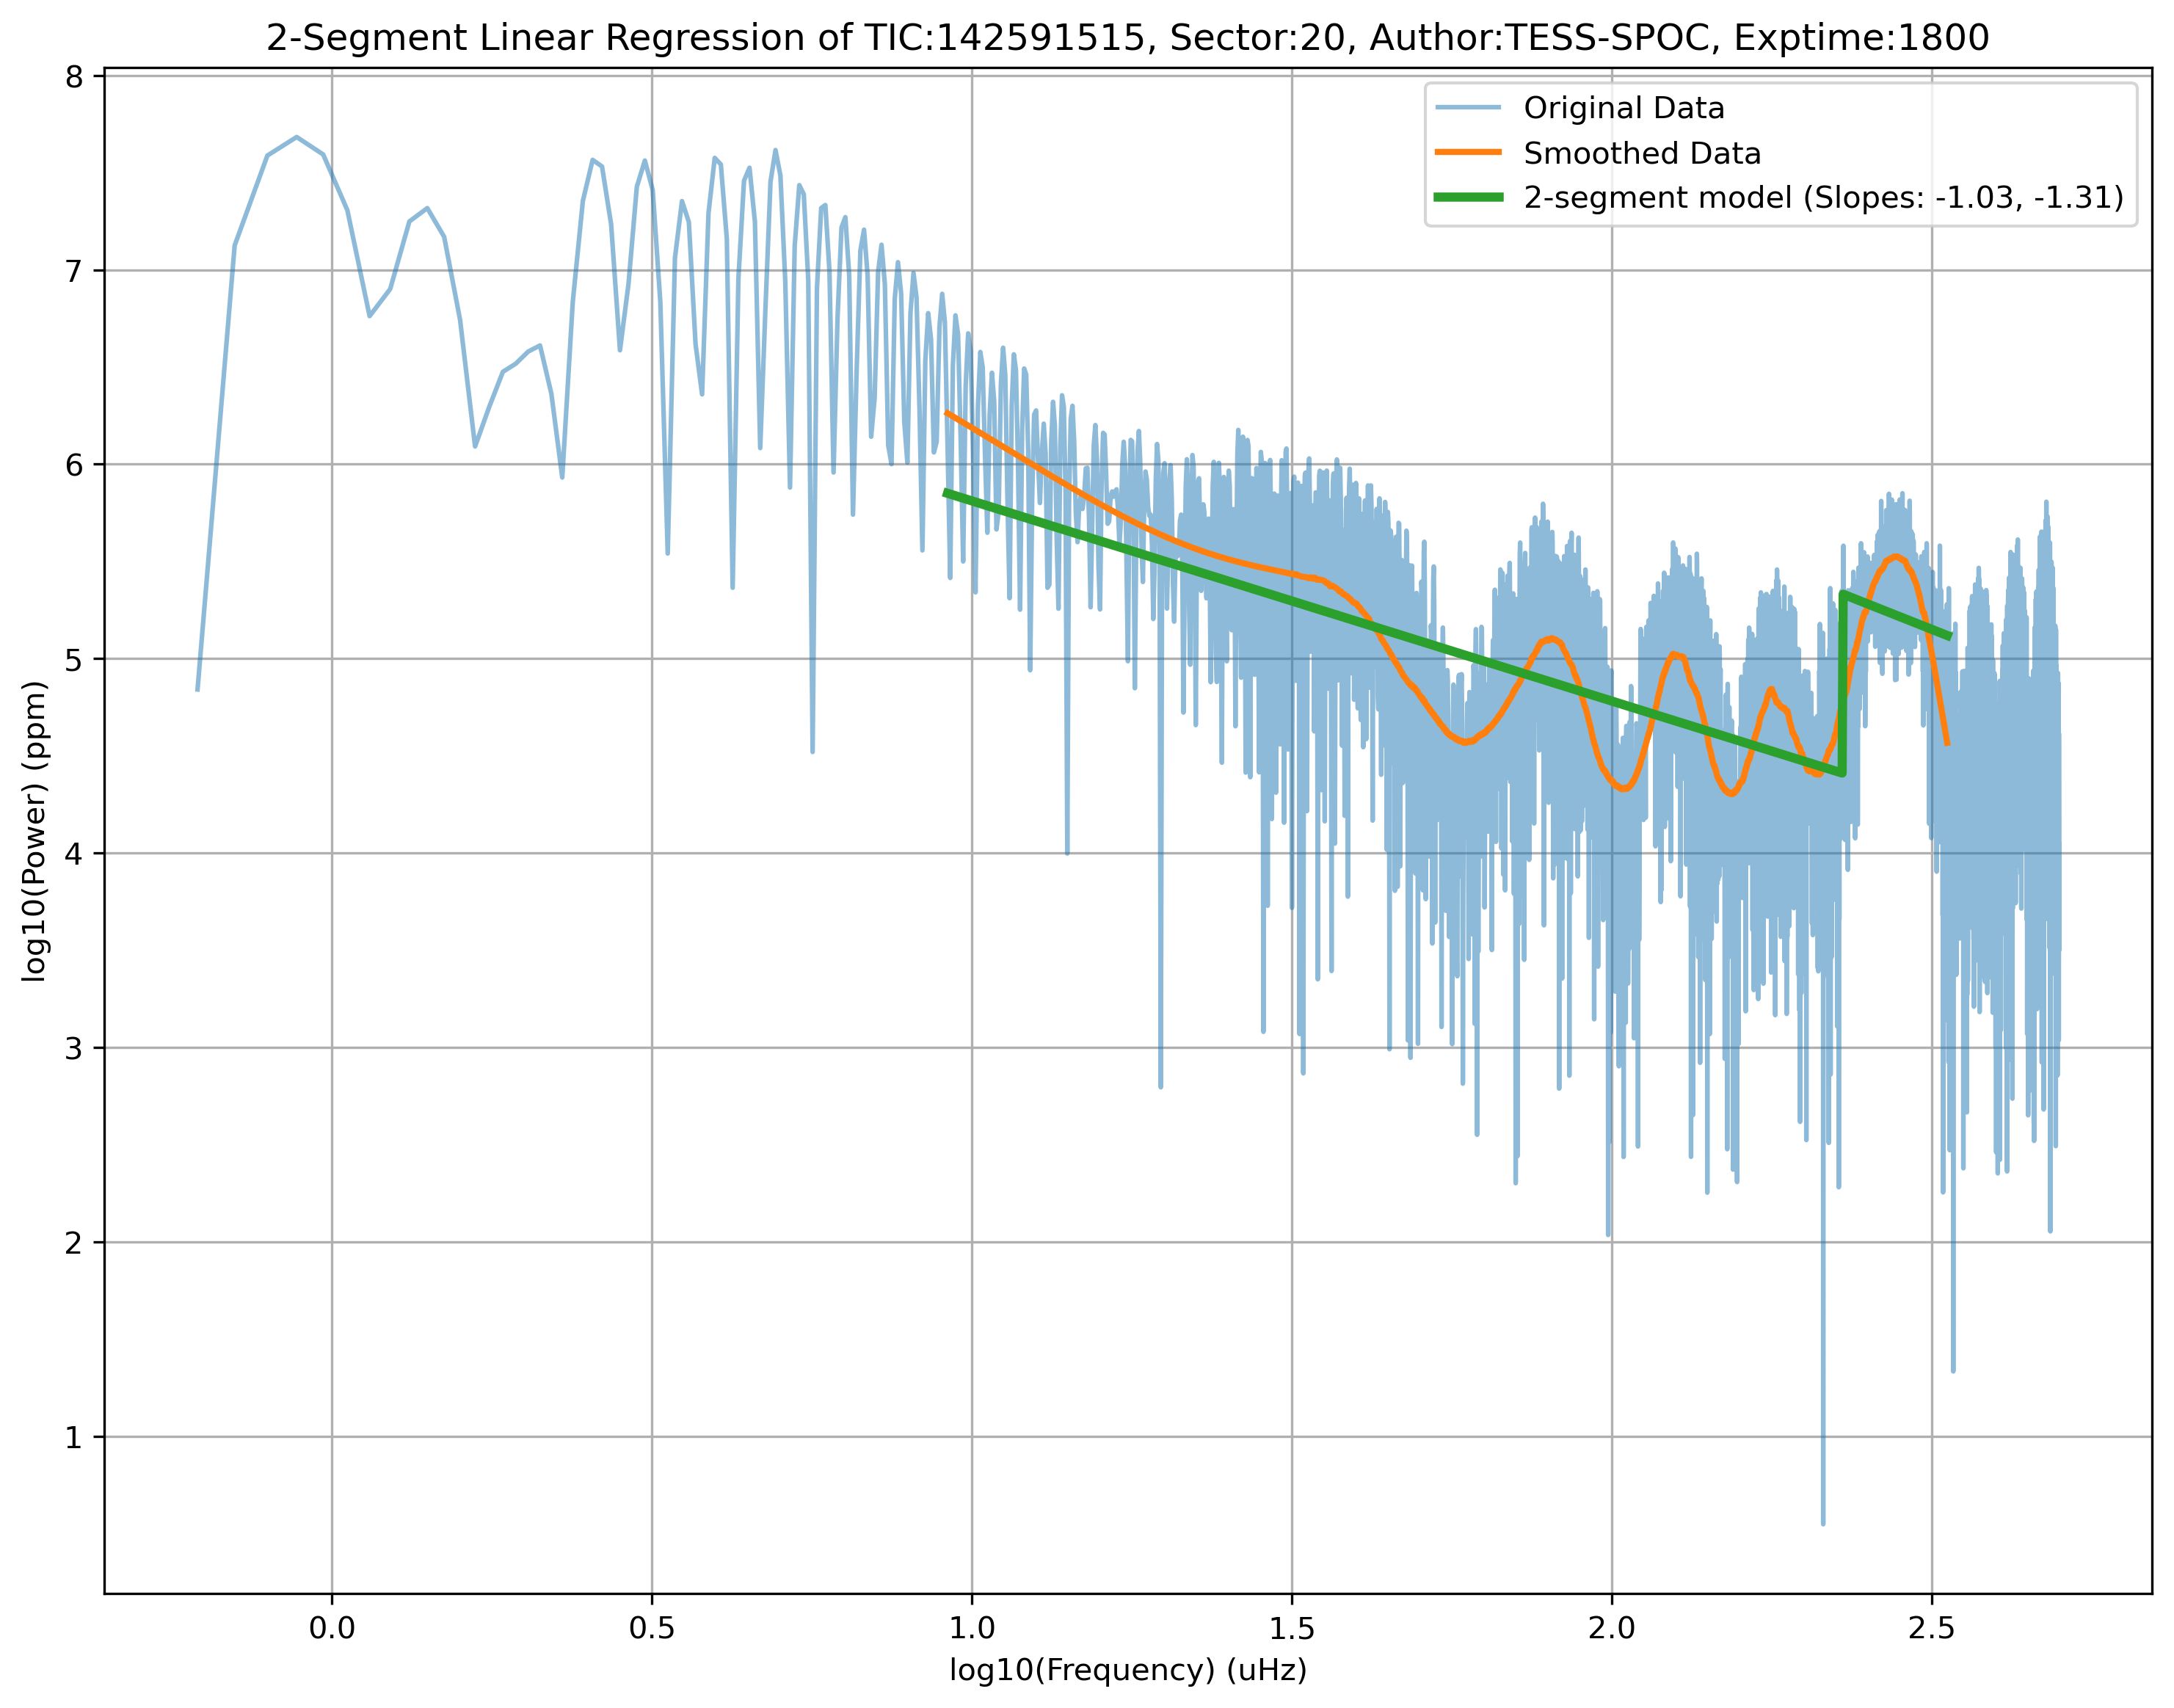 2-Segment Linear Regression of TIC:142591515, Sector:20, Author:TESS-SPOC, Exptime:1800
Original Data
Smoothed Data
2-segment model (Slopes: -1.03, -1.31)
log10(Power) (ppm)
8
7
6
5
4
3
2
1
0.0 0.5 1.0 1.5 2.0 2.5
log10(Frequency) (uHz)